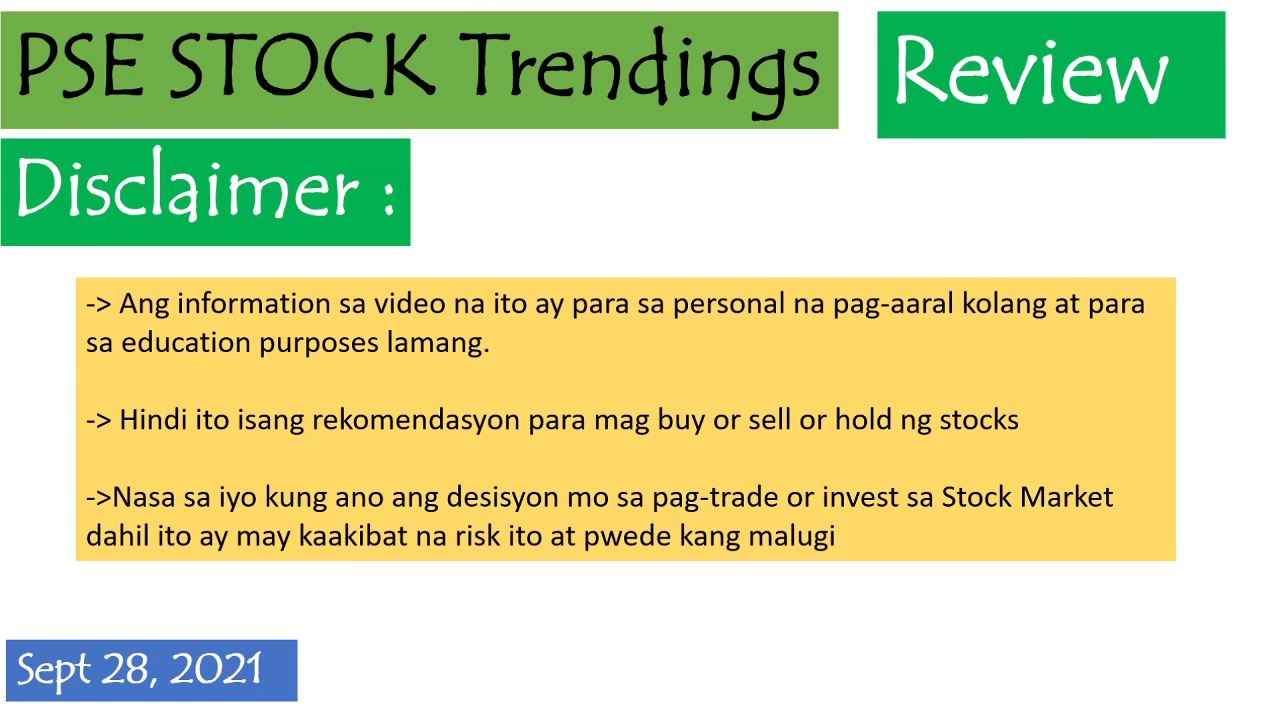 PSE STOCK Trendings
Review
Disclaimer :
-> Ang information sa video na ito ay para sa personal na pag-aaral kolang at para
sa education purposes lamang.
-> Hindi ito isang rekomendasyon para mag buy or sell or hold ng stocks
->Nasa sa iyo kung ano ang desisyon mo sa pag-trade or invest sa Stock Market
dahil ito ay may kaakibat na risk ito at pwede kang malugi
Sept 28, 2021